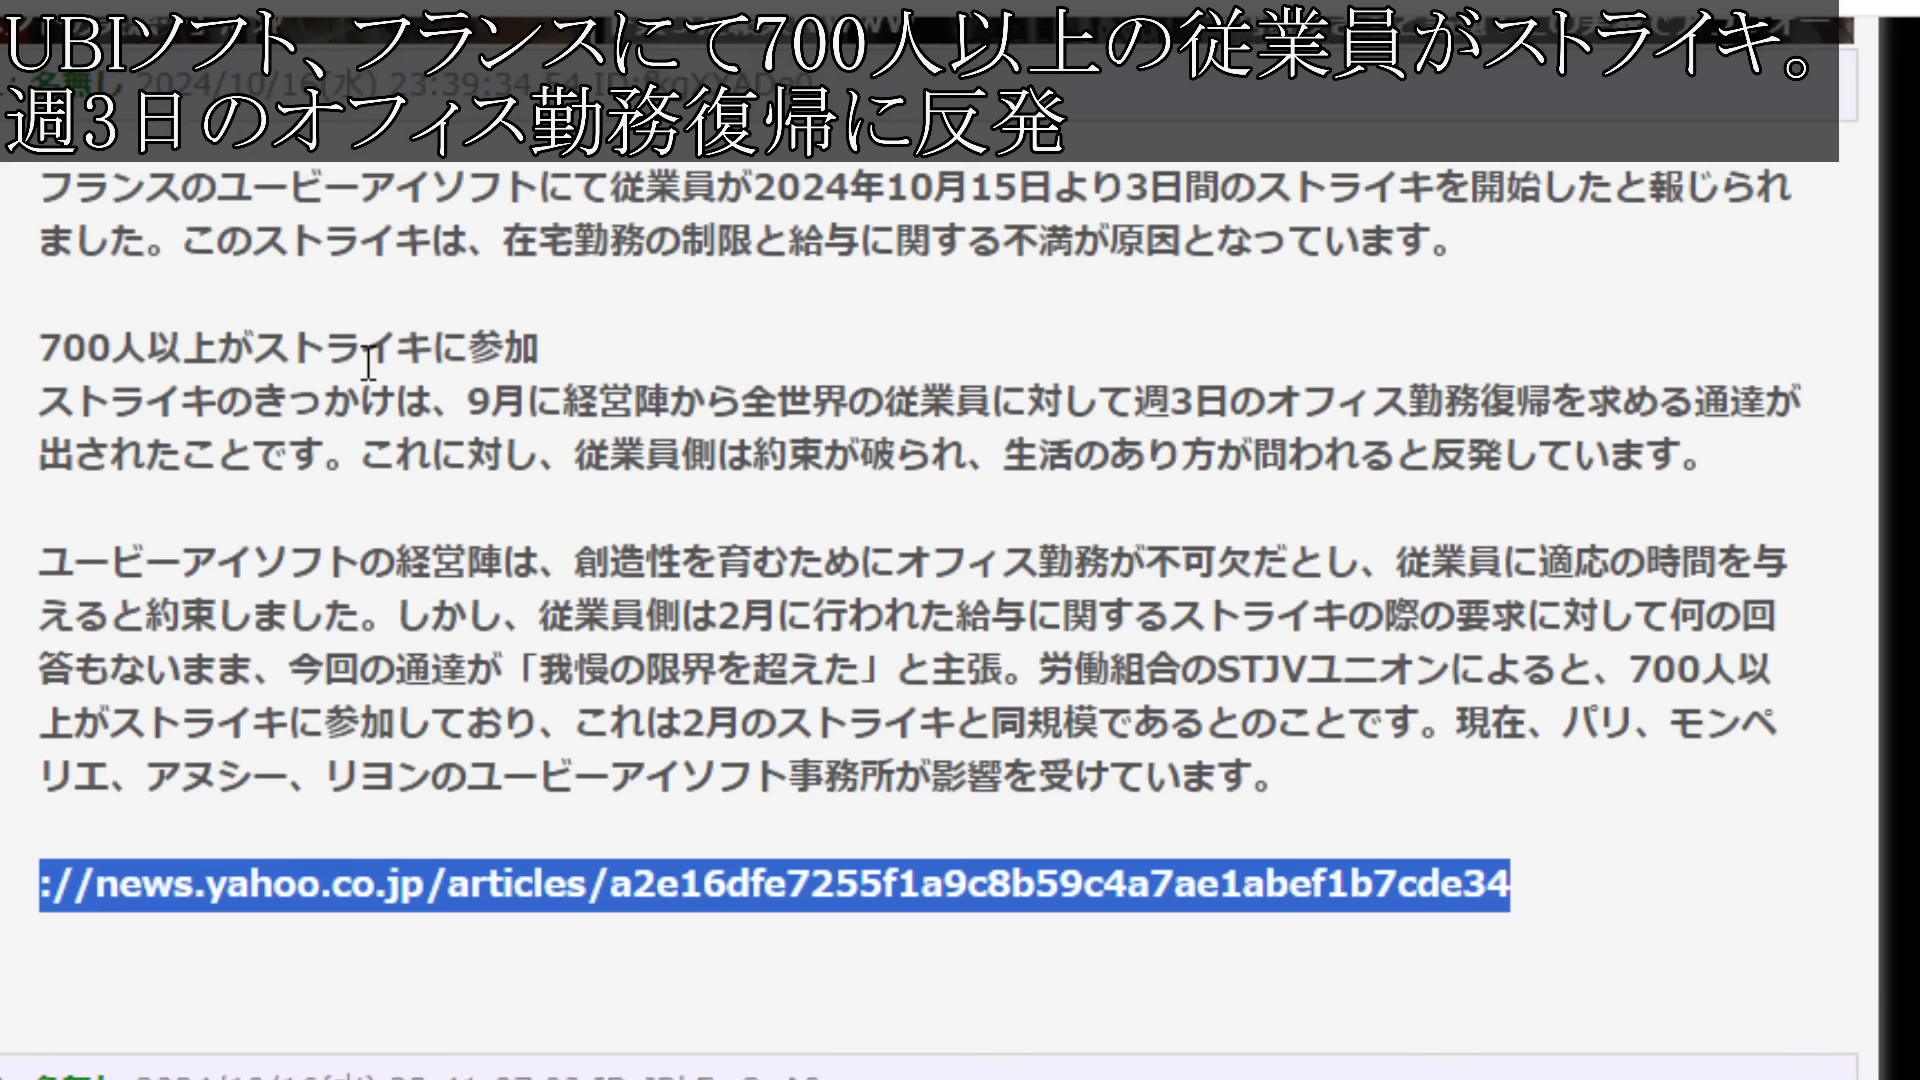 UBIソフト、フランスにて700人以上の従業員がストライキ。
週3日のオフィス勤務復帰に反発
名無し 2024/10/16(水) 23:39:34
フランスのユービーアイソフトにて従業員が2024年10月15日より3日間のストライキを開始したと報じられ
ました。このストライキは、在宅勤務の制限と給与に関する不満が原因となっています。
700人以上がストライキに参加
ストライキのきっかけは、9月に経営陣から全世界の従業員に対して週3日のオフィス勤務復帰を求める通達が
出されたことです。これに対し、従業員側は約束が破られ、生活のあり方が問われると反発しています。
ユービーアイソフトの経営陣は、創造性を育むためにオフィス勤務が不可欠だとし、従業員に適応の時間を与
えると約束しました。しかし、従業員側は2月に行われた給与に関するストライキの際の要求に対して何の回
答もないまま、今回の通達が「我慢の限界を超えた」と主張。労働組合のSTJVユニオンによると、700人以
上がストライキに参加しており、これは2月のストライキと同規模であるとのことです。現在、パリ、モンペ
リエ、アヌシー、リヨンのユービーアイソフト事務所が影響を受けています。
://news.yahoo.co.jp/articles/a2e16dfe7255f1a9c8b59c4a7ae1abef1b7cde34